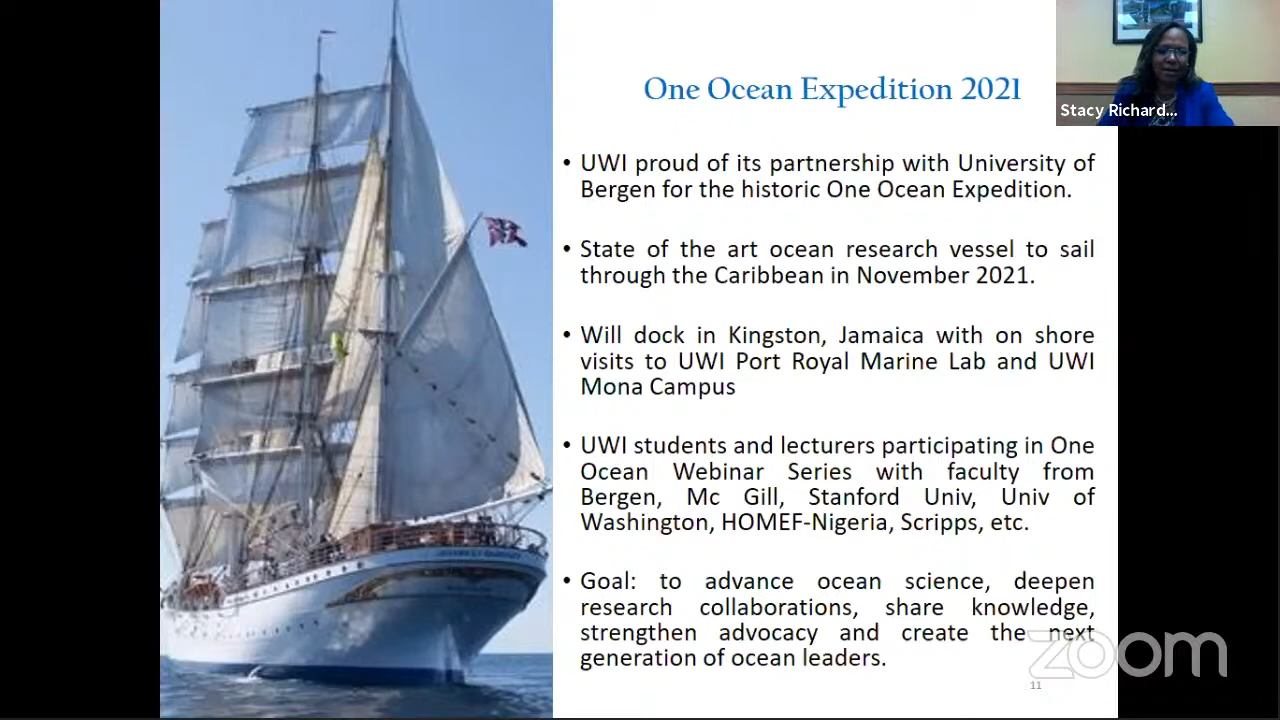 One Ocean Expedition 2021
Stacy Richard...
• UWI proud of its partnership with University of
Bergen for the historic One Ocean Expedition.
• State of the art ocean research vessel to sail
through the Caribbean in November 2021.
• Will dock in Kingston, Jamaica with on shore
visits to UWI Port Royal Marine Lab and UWI
Mona Campus
• UWI students and lecturers participating in One
Ocean Webinar Series with faculty from
Bergen, Mc Gill, Stanford Univ, Univ of
Washington, HOMEF-Nigeria, Scripps, etc.
• Goal: to advance ocean science, deepen
research collaborations, share knowledge,
strengthen advocacy and create the next
generation of ocean leaders.
zoom
11